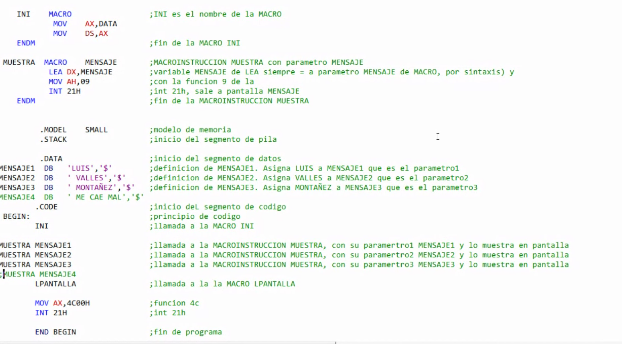 INI MACRO ;INI es el nombre de la MACRO
MOV AX,DATA
MOV DS,AX
ENDM ;fin de la MACRO INI
MUESTRA MACRO MENSAJE ;MACROINSTRUCCION MUESTRA con parametro MENSAJE
LEA DX,MENSAJE ;variable MENSAJE de LEA siempre = a parametro MENSAJE de MACRO, por sintaxis) y
MOV AH,09 ;con la funcion 9 de la
INT 21H ;int 21h, sale a pantalla MENSAJE
ENDM ;fin de la MACROINSTRUCCION MUESTRA
.MODEL SMALL ;modelo de memoria
.STACK ;inicio del segmento de pila
.DATA ;inicio del segmento de datos
MENSAJE1 DB 'LUIS','$' ;definicion de MENSAJE1. Asigna LUIS a MENSAJE1 que es el parametro1
MENSAJE2 DB ' VALLES','$' ;definicion de MENSAJE2. Asigna VALLES a MENSAJE2 que es el parametro2
MENSAJE3 DB ' MONTAÑEZ','$' ;definicion de MENSAJE3. Asigna MONTAÑEZ a MENSAJE3 que es el parametro3
MENSAJE4 DB ' ME CAE MAL','$'
.CODE ;inicio deL segmento de codigo
BEGIN: ;principio de codigo
INI ;llamada a la MACRO INI
MUESTRA MENSAJE1 ;llamada a la MACROINSTRUCCION MUESTRA, con su paramertro1 MENSAJE1 y lo muestra en pantalla
MUESTRA MENSAJE2 ;llamada a la MACROINSTRUCCION MUESTRA, con su paramertro2 MENSAJE2 y lo muestra en pantalla
MUESTRA MENSAJE3 ;llamada a la MACROINSTRUCCION MUESTRA, con su paramertro3 MENSAJE3 y lo muestra en pantalla
;MUESTRA MENSAJE4
LPANTALLA ;llamada a la la MACRO LPANTALLA
MOV AX,4C00H ;funcion 4c
INT 21H ;int 21h
END BEGIN ;fin de programa